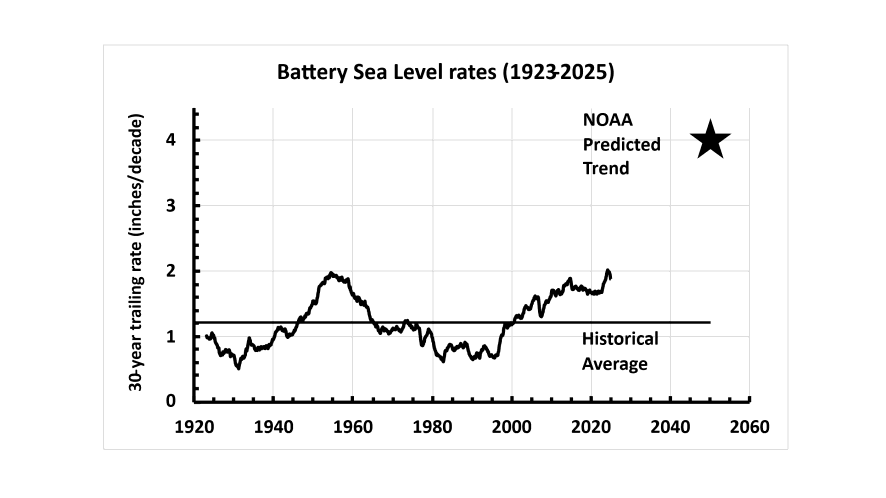 Battery Sea Level rates (1923-2025)
30-year trailing rate (inches/decade)
4
3
2
1
0
NOAA
Predicted
Trend
Historical
Average
1920 1940 1960 1980 2000 2020 2040 2060